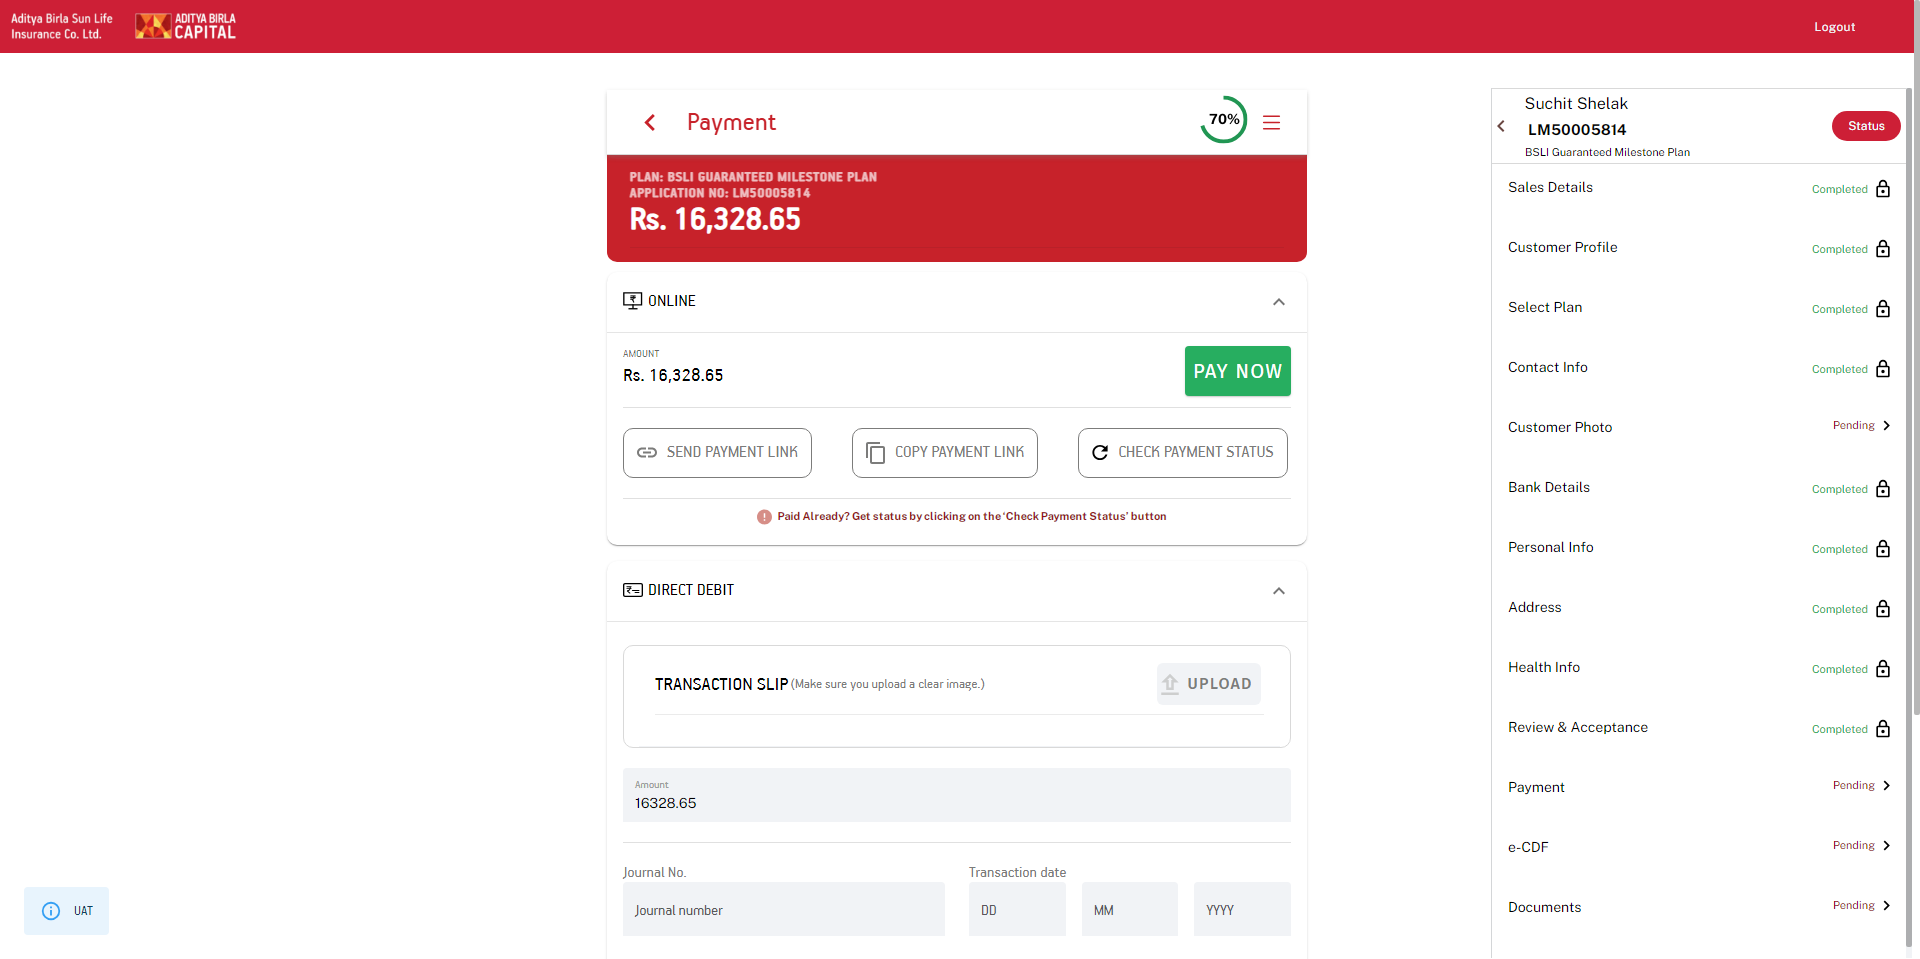 Aditya Birla Sun Life
Insurance Co. Ltd.
ADITYA BIRLA
CAPITAL
Logout
Payment
70%
PLAN: BSLI GUARANTEED MILESTONE PLAN
APPLICATION NO: LM50005814
Rs. 16,328.65
ONLINE
AMOUNT
Rs. 16,328.65
PAY NOW
SEND PAYMENT LINK
COPY PAYMENT LINK
CHECK PAYMENT STATUS
Paid Already? Get status by clicking on the ‘Check Payment Status’ button
DIRECT DEBIT
TRANSACTION SLIP (Make sure you upload a clear image.)
UPLOAD
Amount
16328.65
Journal No.
Transaction date
Journal number
DD
MM
YYYY
UAT
Suchit Shelak
LM50005814
BSLI Guaranteed Milestone Plan
Status
Sales Details Completed
Customer Profile Completed
Select Plan Completed
Contact Info Completed
Customer Photo Pending
Bank Details Completed
Personal Info Completed
Address Completed
Health Info Completed
Review & Acceptance Completed
Payment Pending
e-CDF Pending
Documents Pending